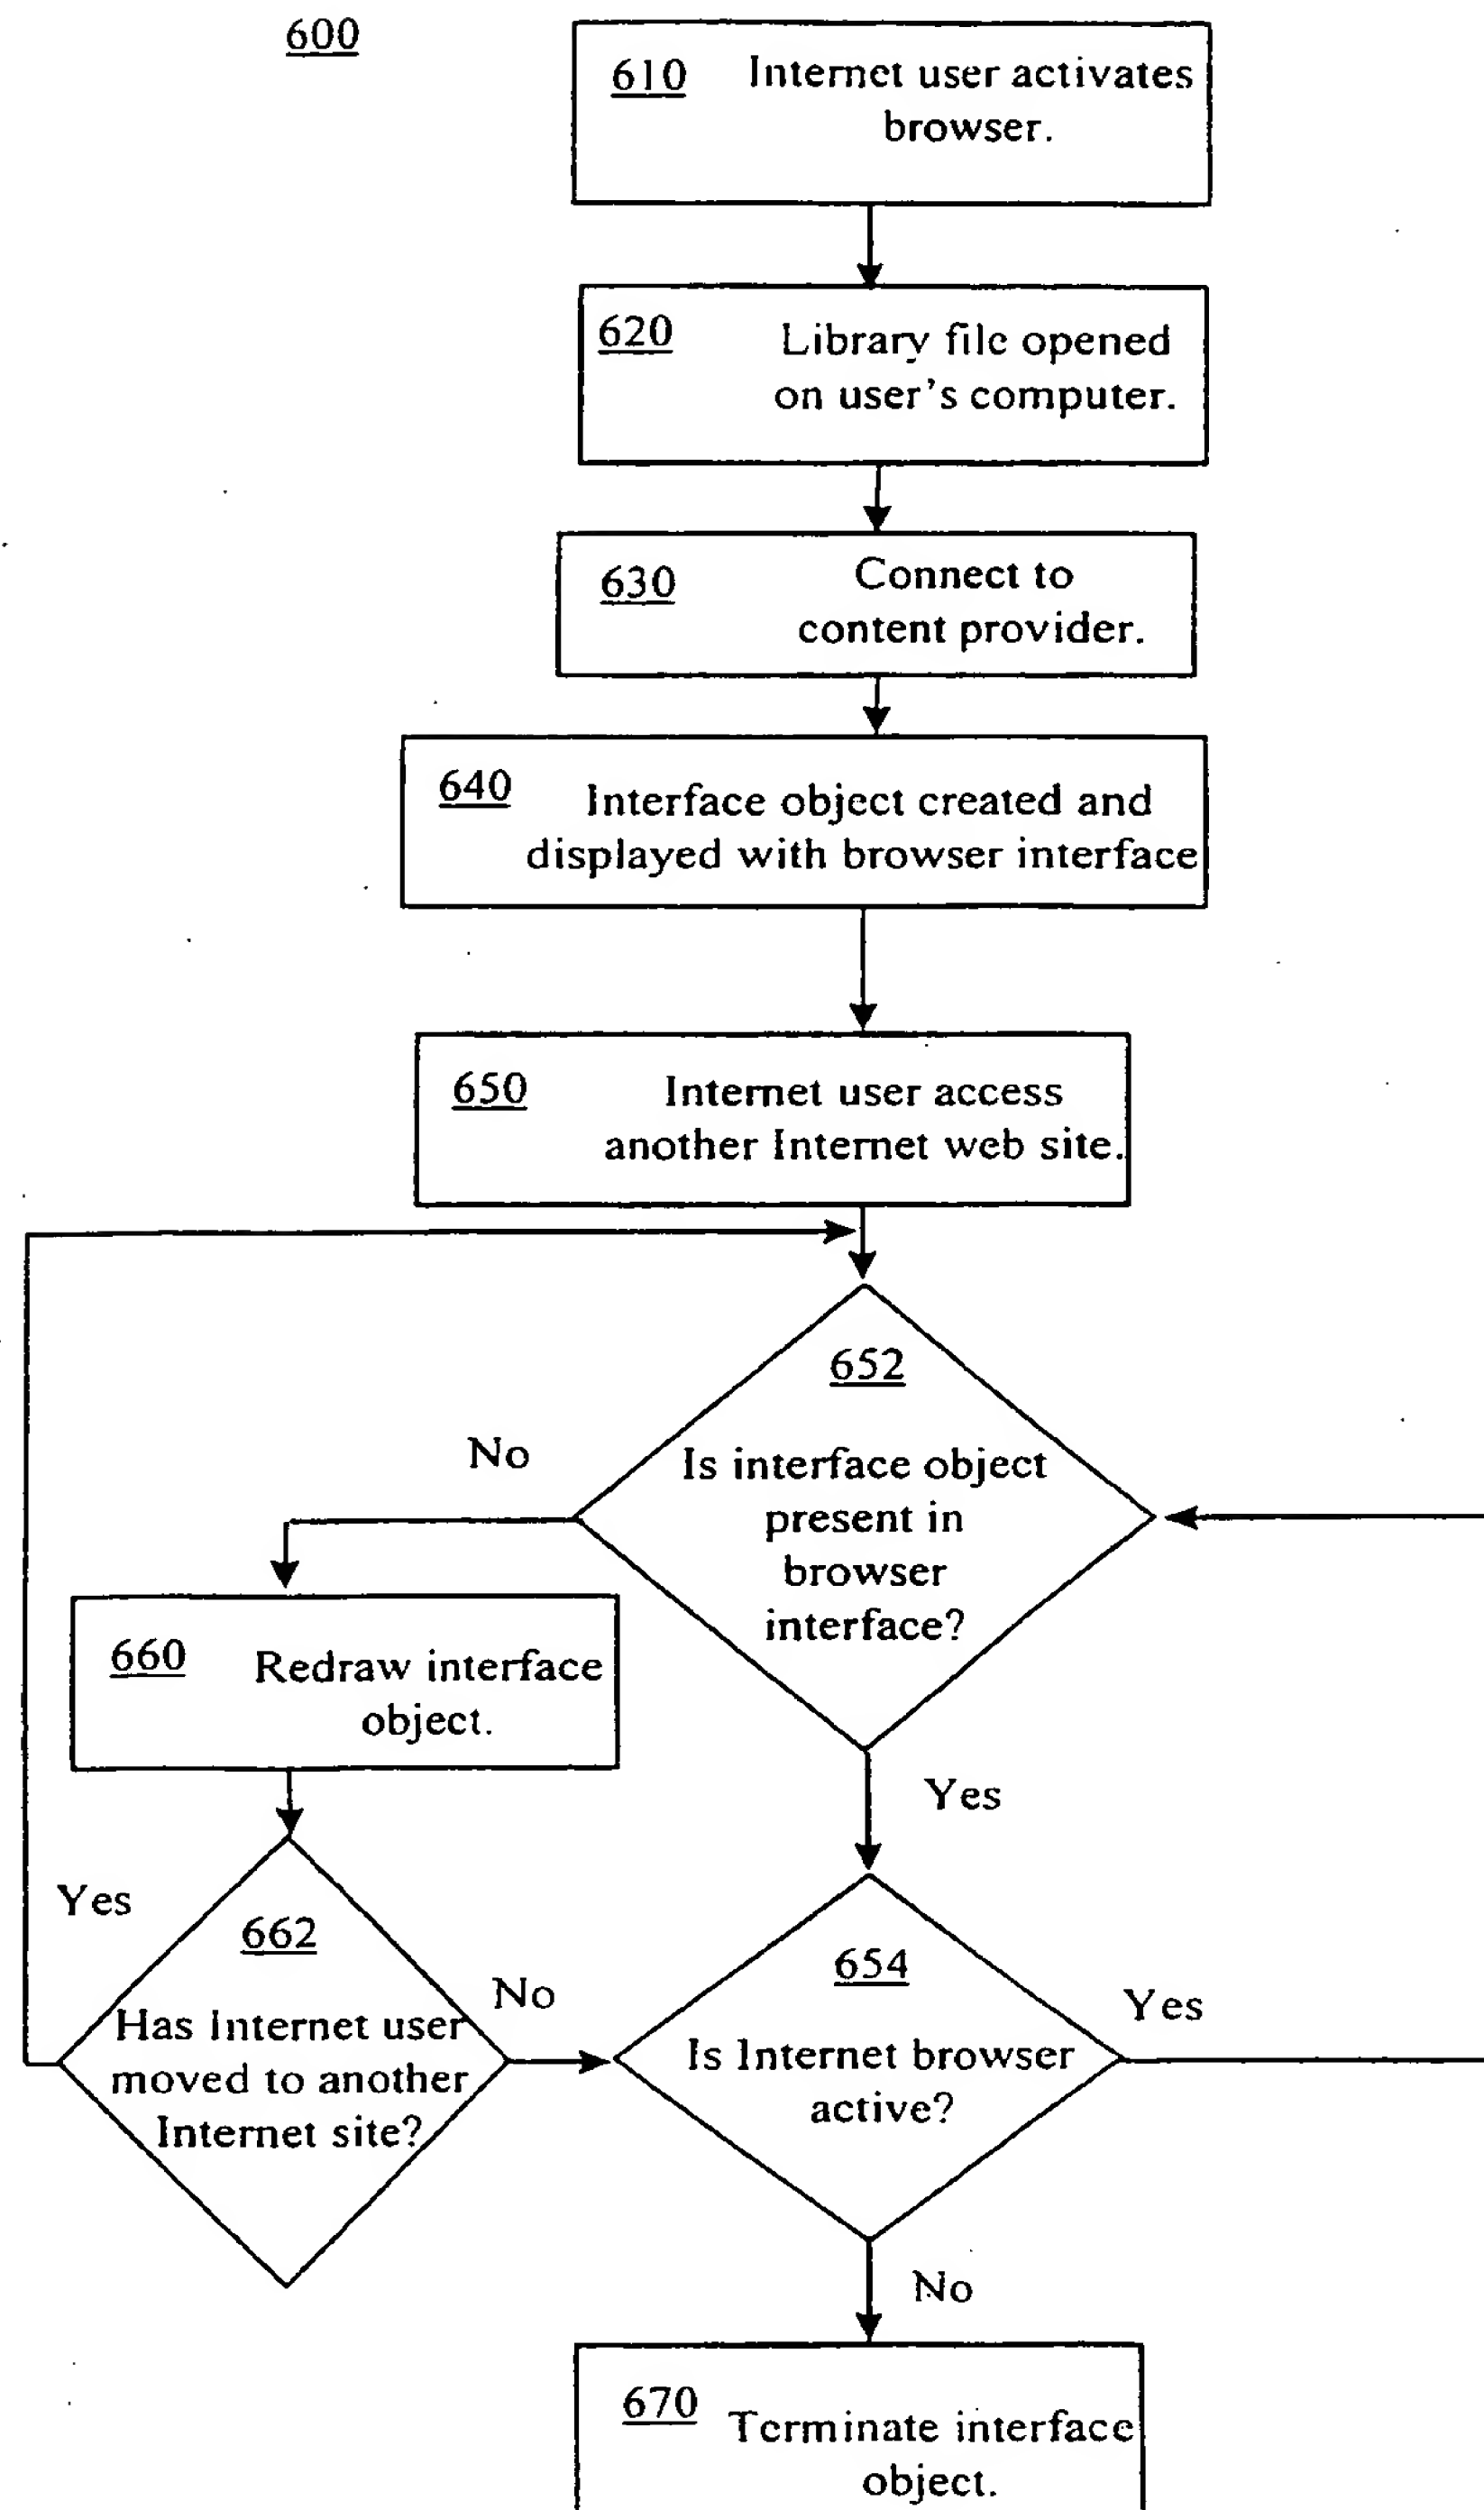 600
610 Internet user activates
browser.
620 Library file opened
on user's computer.
630 Connect to
content provider.
640 Interface object created and
displayed with browser interface
650 Internet user access
another Internet web site.
652
No
Is interface object
present in
browser
interface?
660 Redraw interface
object.
Yes
Yes
662
Has Internet user
moved to another
Internet site?
No
654
Is Internet browser
active?
Yes
No
670 Terminate interface
object.